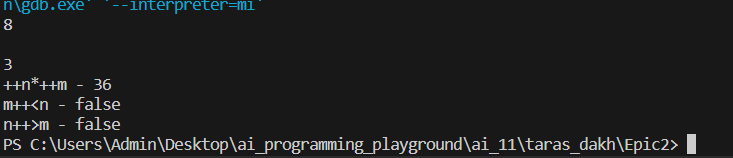 n\gdb.exe' '--interpreter=mi'
8
3
++n*++m - 36
m++<n - false
n++>m - false
PS C:\Users\Admin\Desktop\ai_programming_playground\ai_11\taras_dakh\Epic2>